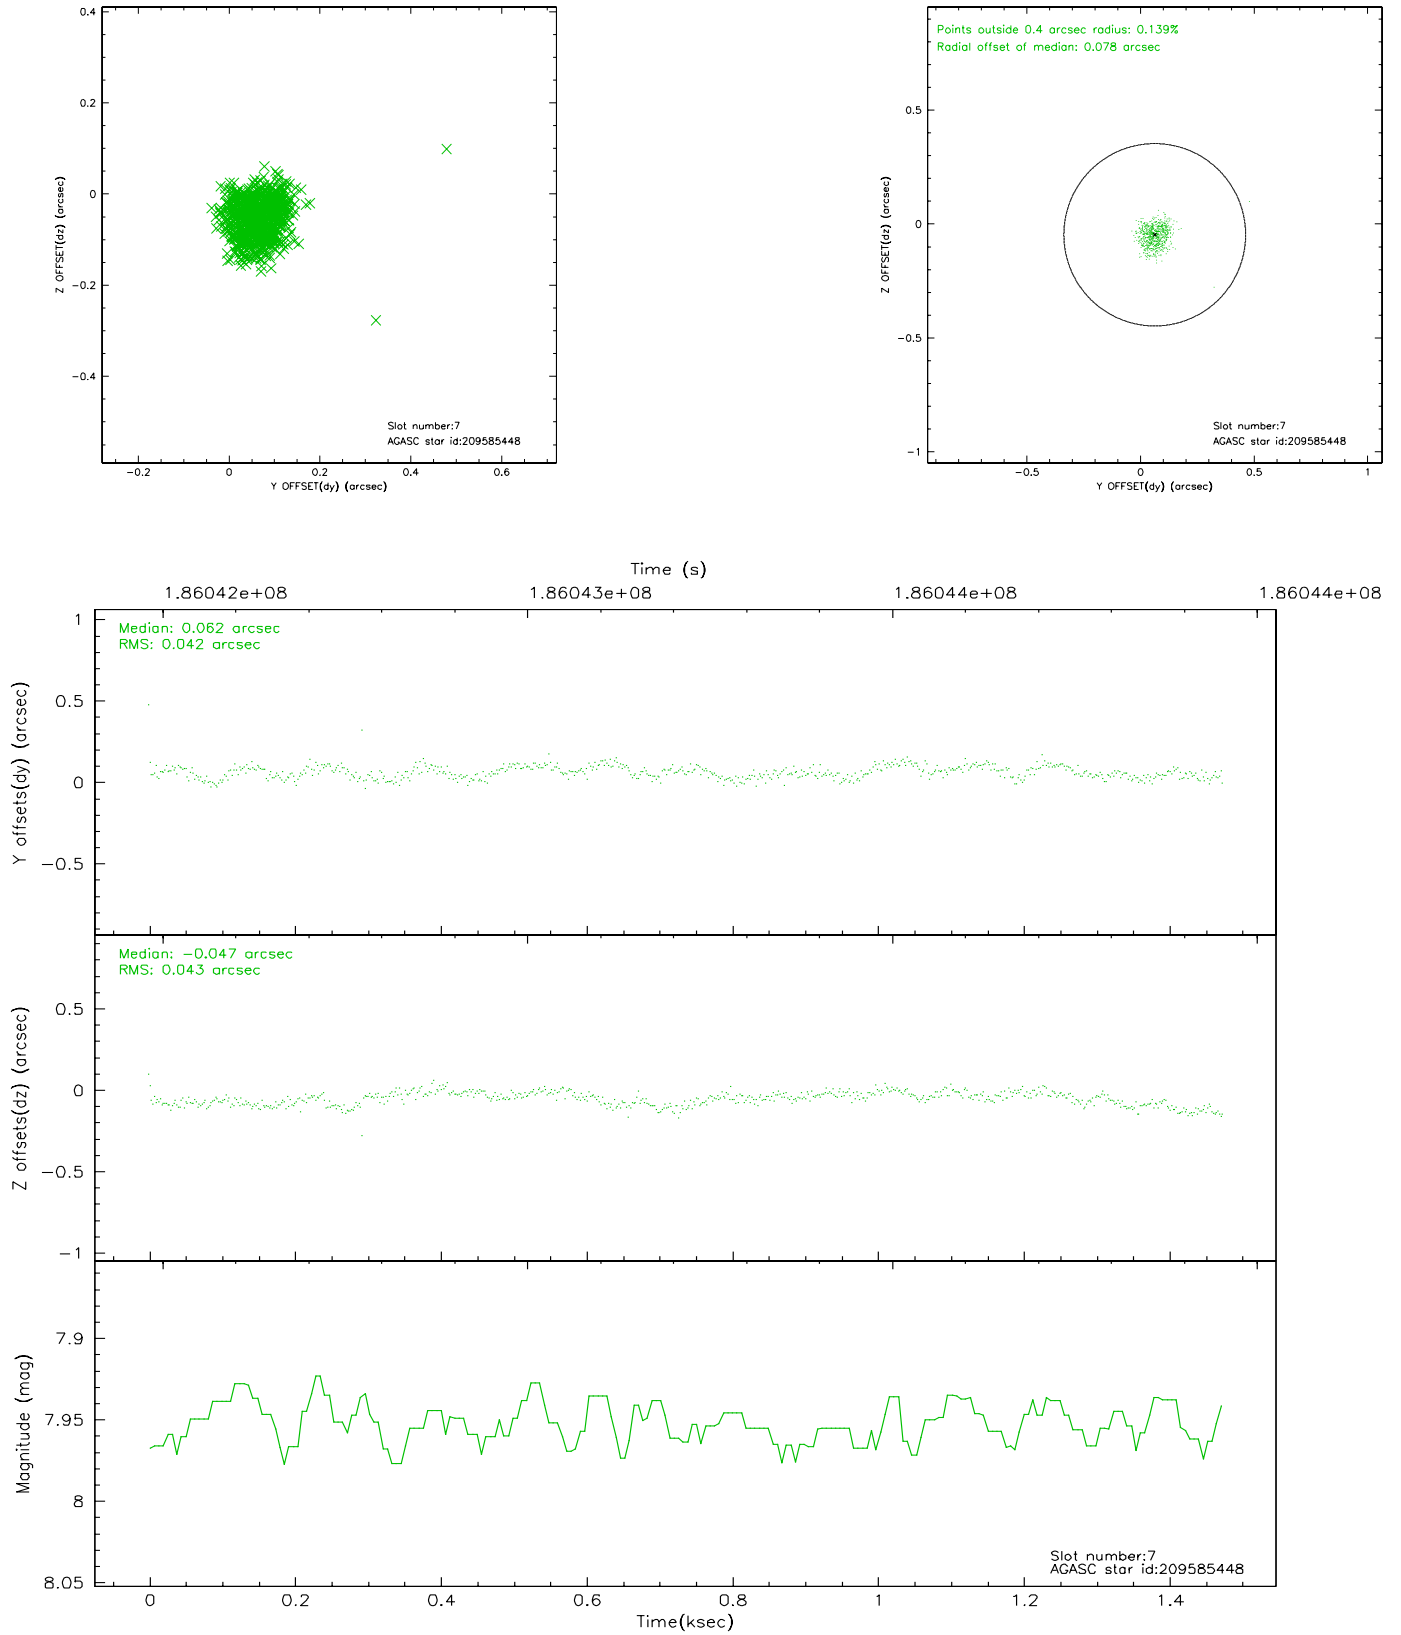 0.4
0.2
0
−0.2
−0.4
Z OFFSET(dz) (arcsec)
Slot number:7
AGASC star id:209585448
−0.2 0 0.2 0.4 0.6
Y OFFSET(dy) (arcsec)
Points outside 0.4 arcsec radius: 0.139%
Radial offset of median: 0.078 arcsec
0.5
0
−0.5
−1
Z OFFSET(dz) (arcsec)
Slot number:7
AGASC star id:209585448
−0.5 0 0.5 1
Y OFFSET(dy) (arcsec)
Time (s)
1.86042e+08 1.86043e+08 1.86044e+08 1.86044e+08
Median: 0.062 arcsec
RMS: 0.042 arcsec
1
0.5
0
−0.5
Y offsets(dy) (arcsec)
Median: −0.047 arcsec
RMS: 0.043 arcsec
0.5
0
−0.5
−1
Z offsets(dz) (arcsec)
7.9
7.95
8
8.05
Magnitude (mag)
Slot number:7
AGASC star id:209585448
0 0.2 0.4 0.6 0.8 1 1.2 1.4
Time(ksec)